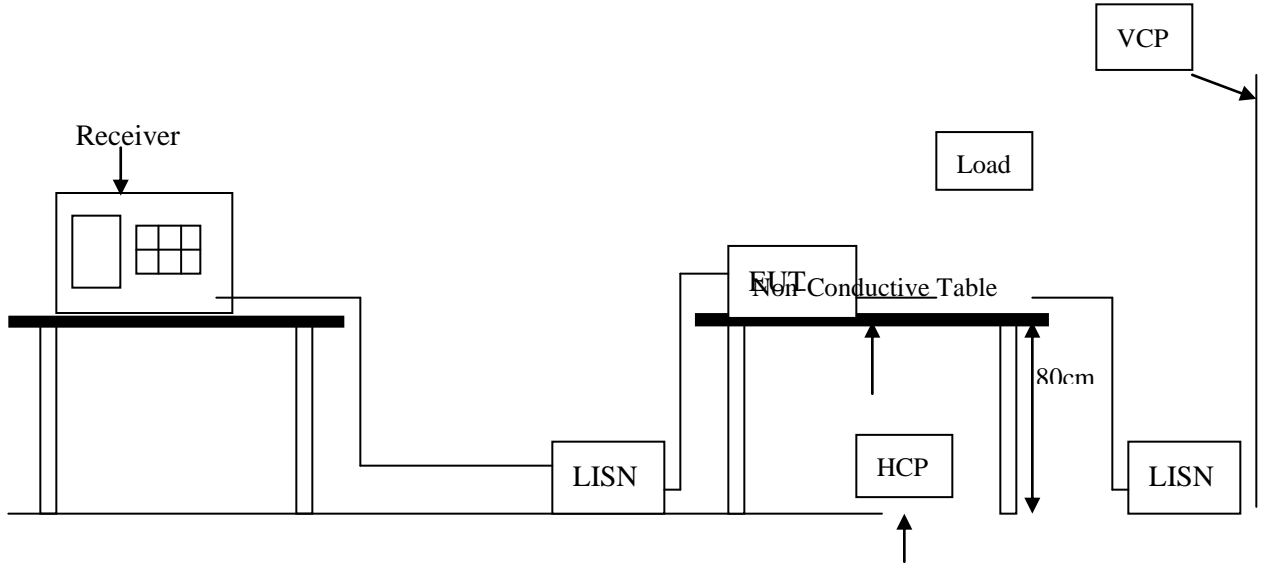 VCP
Receiver
Load
EUT
Non-Conductive Table
80cm
HCP
LISN
LISN